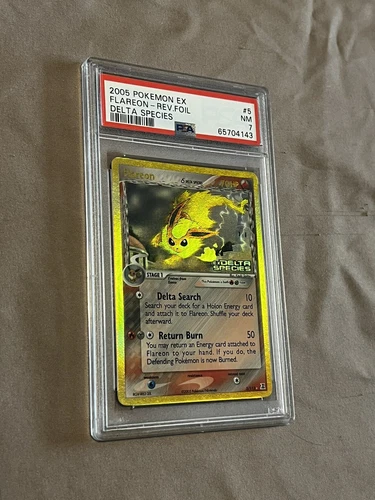 2005 POKEMON EX #5
FLAREON - REV.FOIL NM
DELTA SPECIES 7
PSA 65704143
STAGE 1
DELTA
SPECIES
Delta Search 10
Search your deck for a Holon Energy card
and attach it to Flareon. Shuffle your deck
afterward.
Return Burn 50
You may return an Energy card attached to
Flareon to your hand. If you do, the
Defending Pokémon is now Burned.